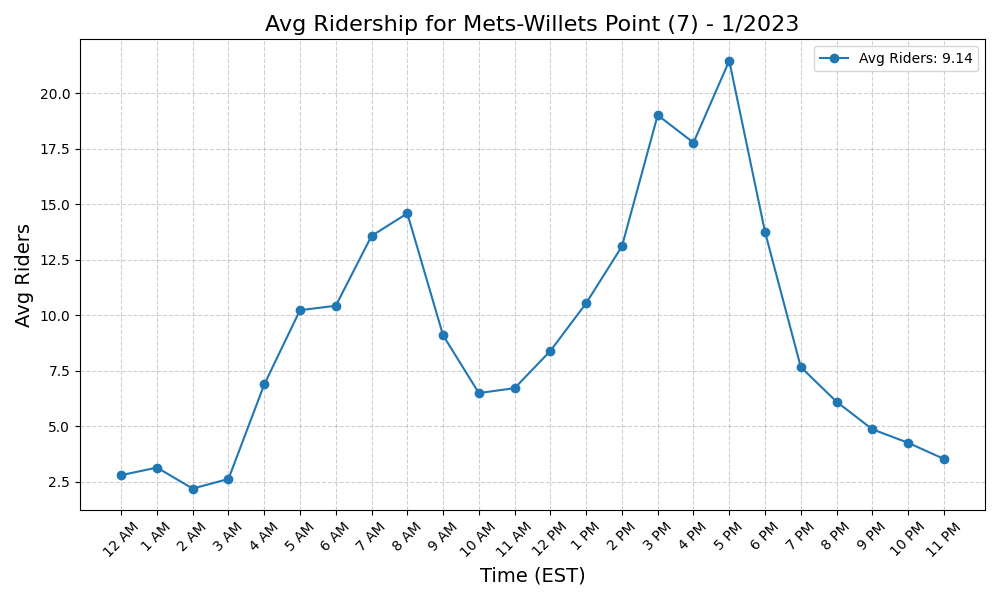 Avg Ridership for Mets-Willets Point (7) - 1/2023
Avg Riders: 9.14
Avg Riders
20.0
17.5
15.0
12.5
10.0
7.5
5.0
2.5
12 AM
1 AM
2 AM
3 AM
4 AM
5 AM
6 AM
7 AM
8 AM
9 AM
10 AM
11 AM
12 PM
1 PM
2 PM
3 PM
4 PM
5 PM
6 PM
7 PM
8 PM
9 PM
10 PM
11 PM
Time (EST)